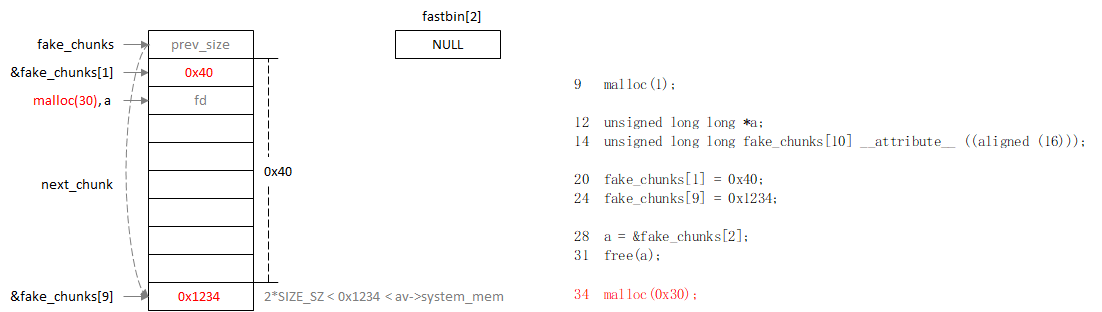 fastbin[2]
fake_chunks
prev_size
NULL
&fake_chunks[1]
0x40
malloc(30), a
fd
0x40
next_chunk
&fake_chunks[9]
0x1234
2*SIZE_SZ < 0x1234 < av->system_mem
9 malloc(1);
12 unsigned long long *a;
14 unsigned long long fake_chunks[10] __attribute__ ((aligned (16)));
20 fake_chunks[1] = 0x40;
24 fake_chunks[9] = 0x1234;
28 a = &fake_chunks[2];
31 free(a);
34 malloc(0x30);